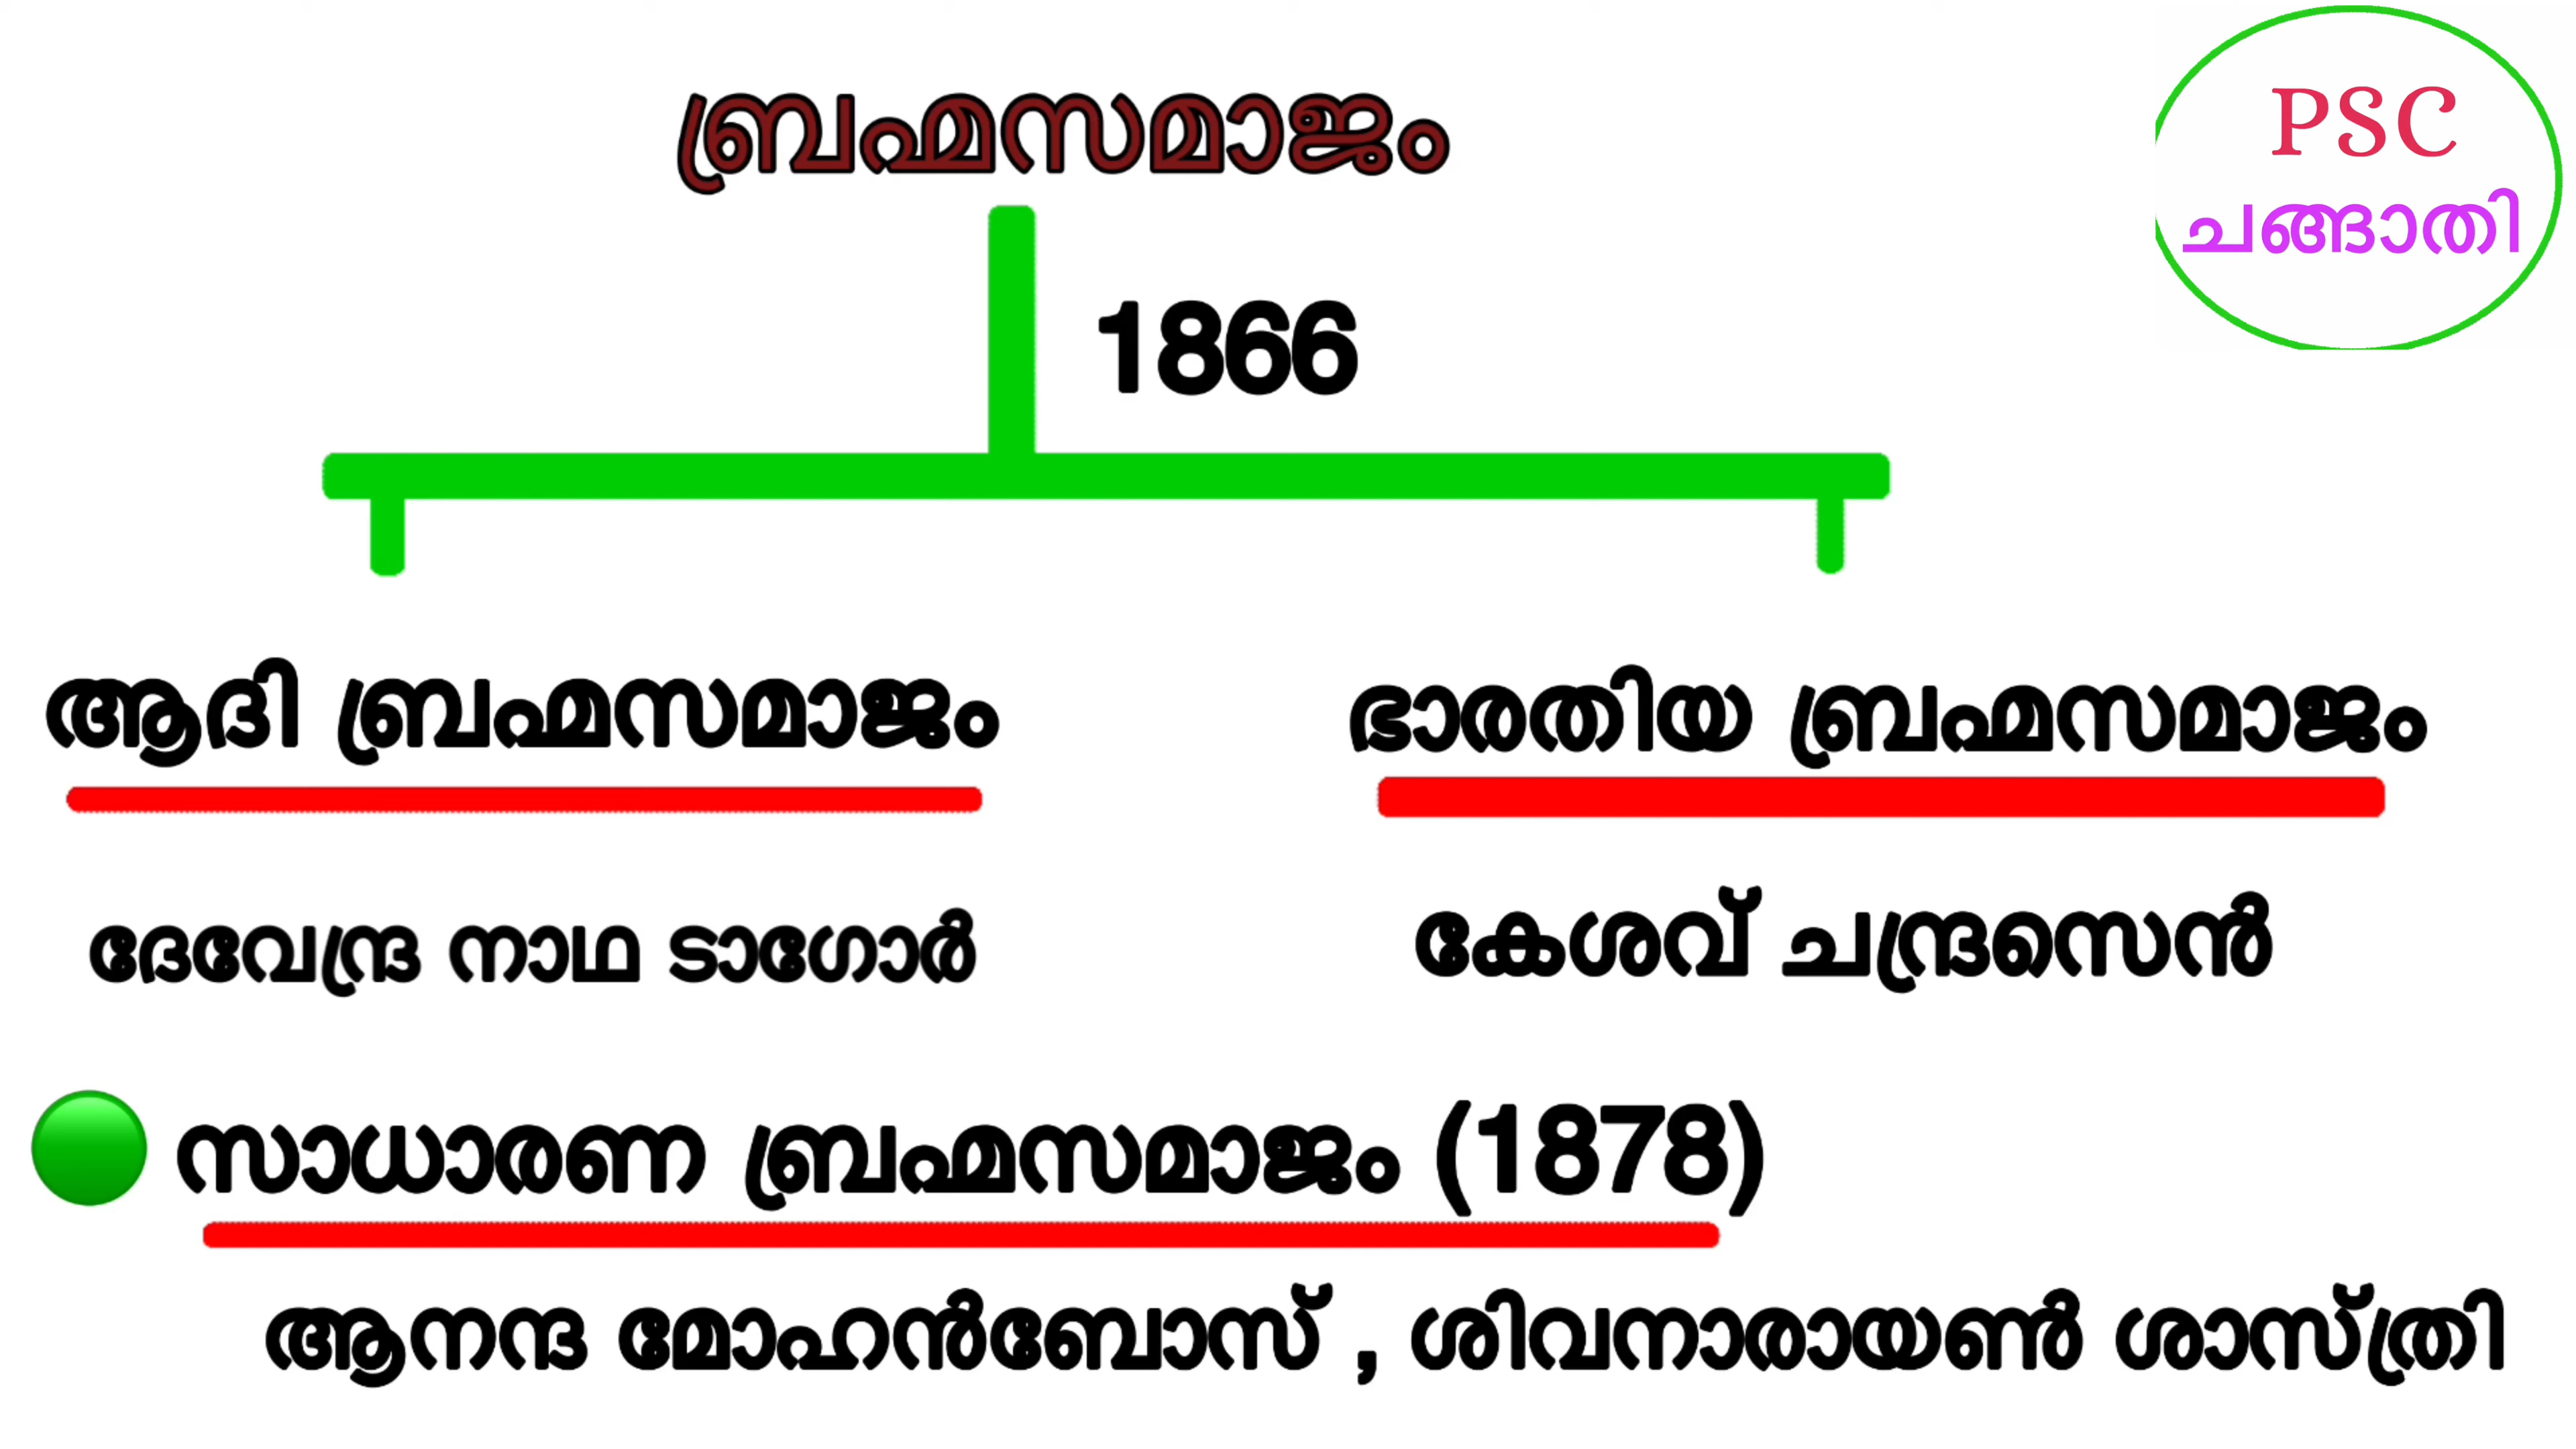 ബ്രഹ്മസമാജം
PSC
ചങ്ങാതി
1866
ആദി ബ്രഹ്മസമാജം
ഭാരതിയ ബ്രഹ്മസമാജം
ദേവേന്ദ്ര നാഥ ടാഗോർ
കേശവ് ചന്ദ്രസെൻ
സാധാരണ ബ്രഹ്മസമാജം (1878)
ആനന്ദ മോഹൻബോസ് , ശിവനാരായൺ ശാസ്ത്രി